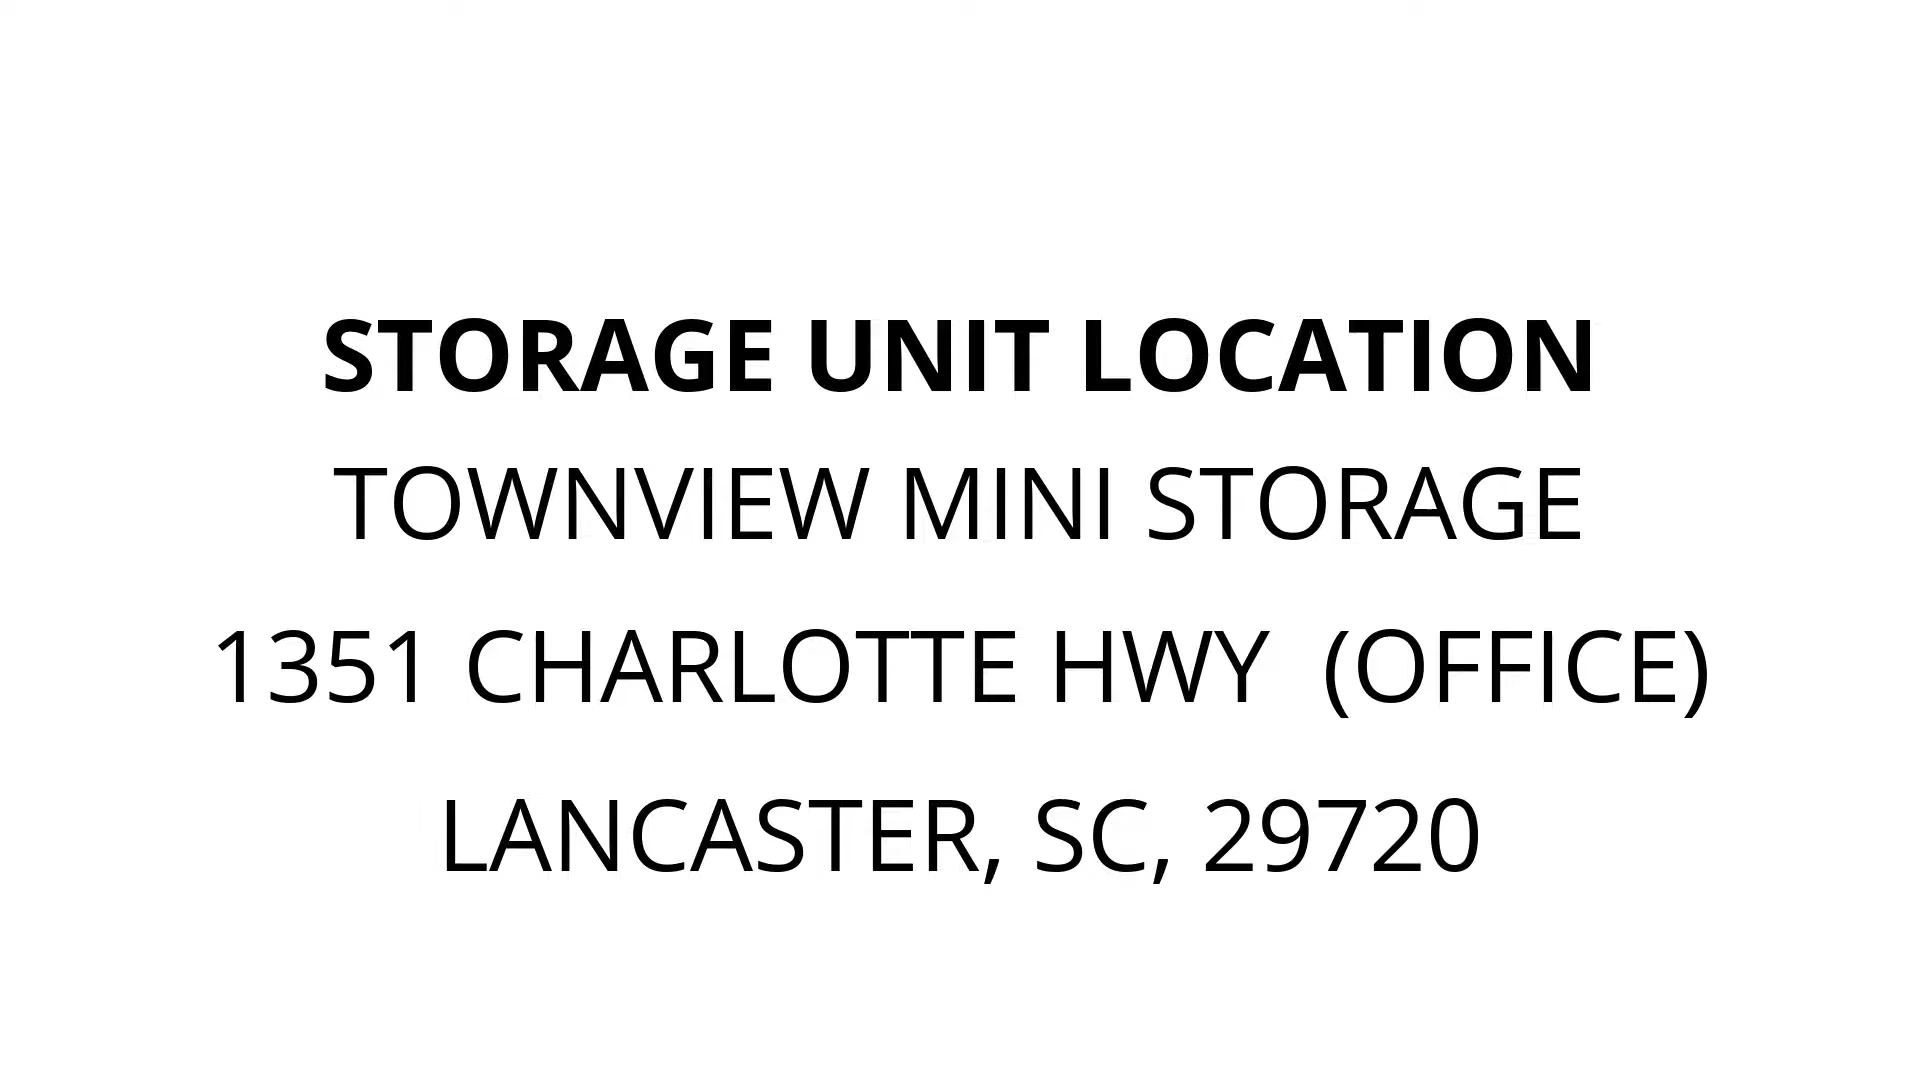 STORAGE UNIT LOCATION
TOWNVIEW MINI STORAGE
1351 CHARLOTTE HWY (OFFICE)
LANCASTER, SC, 29720